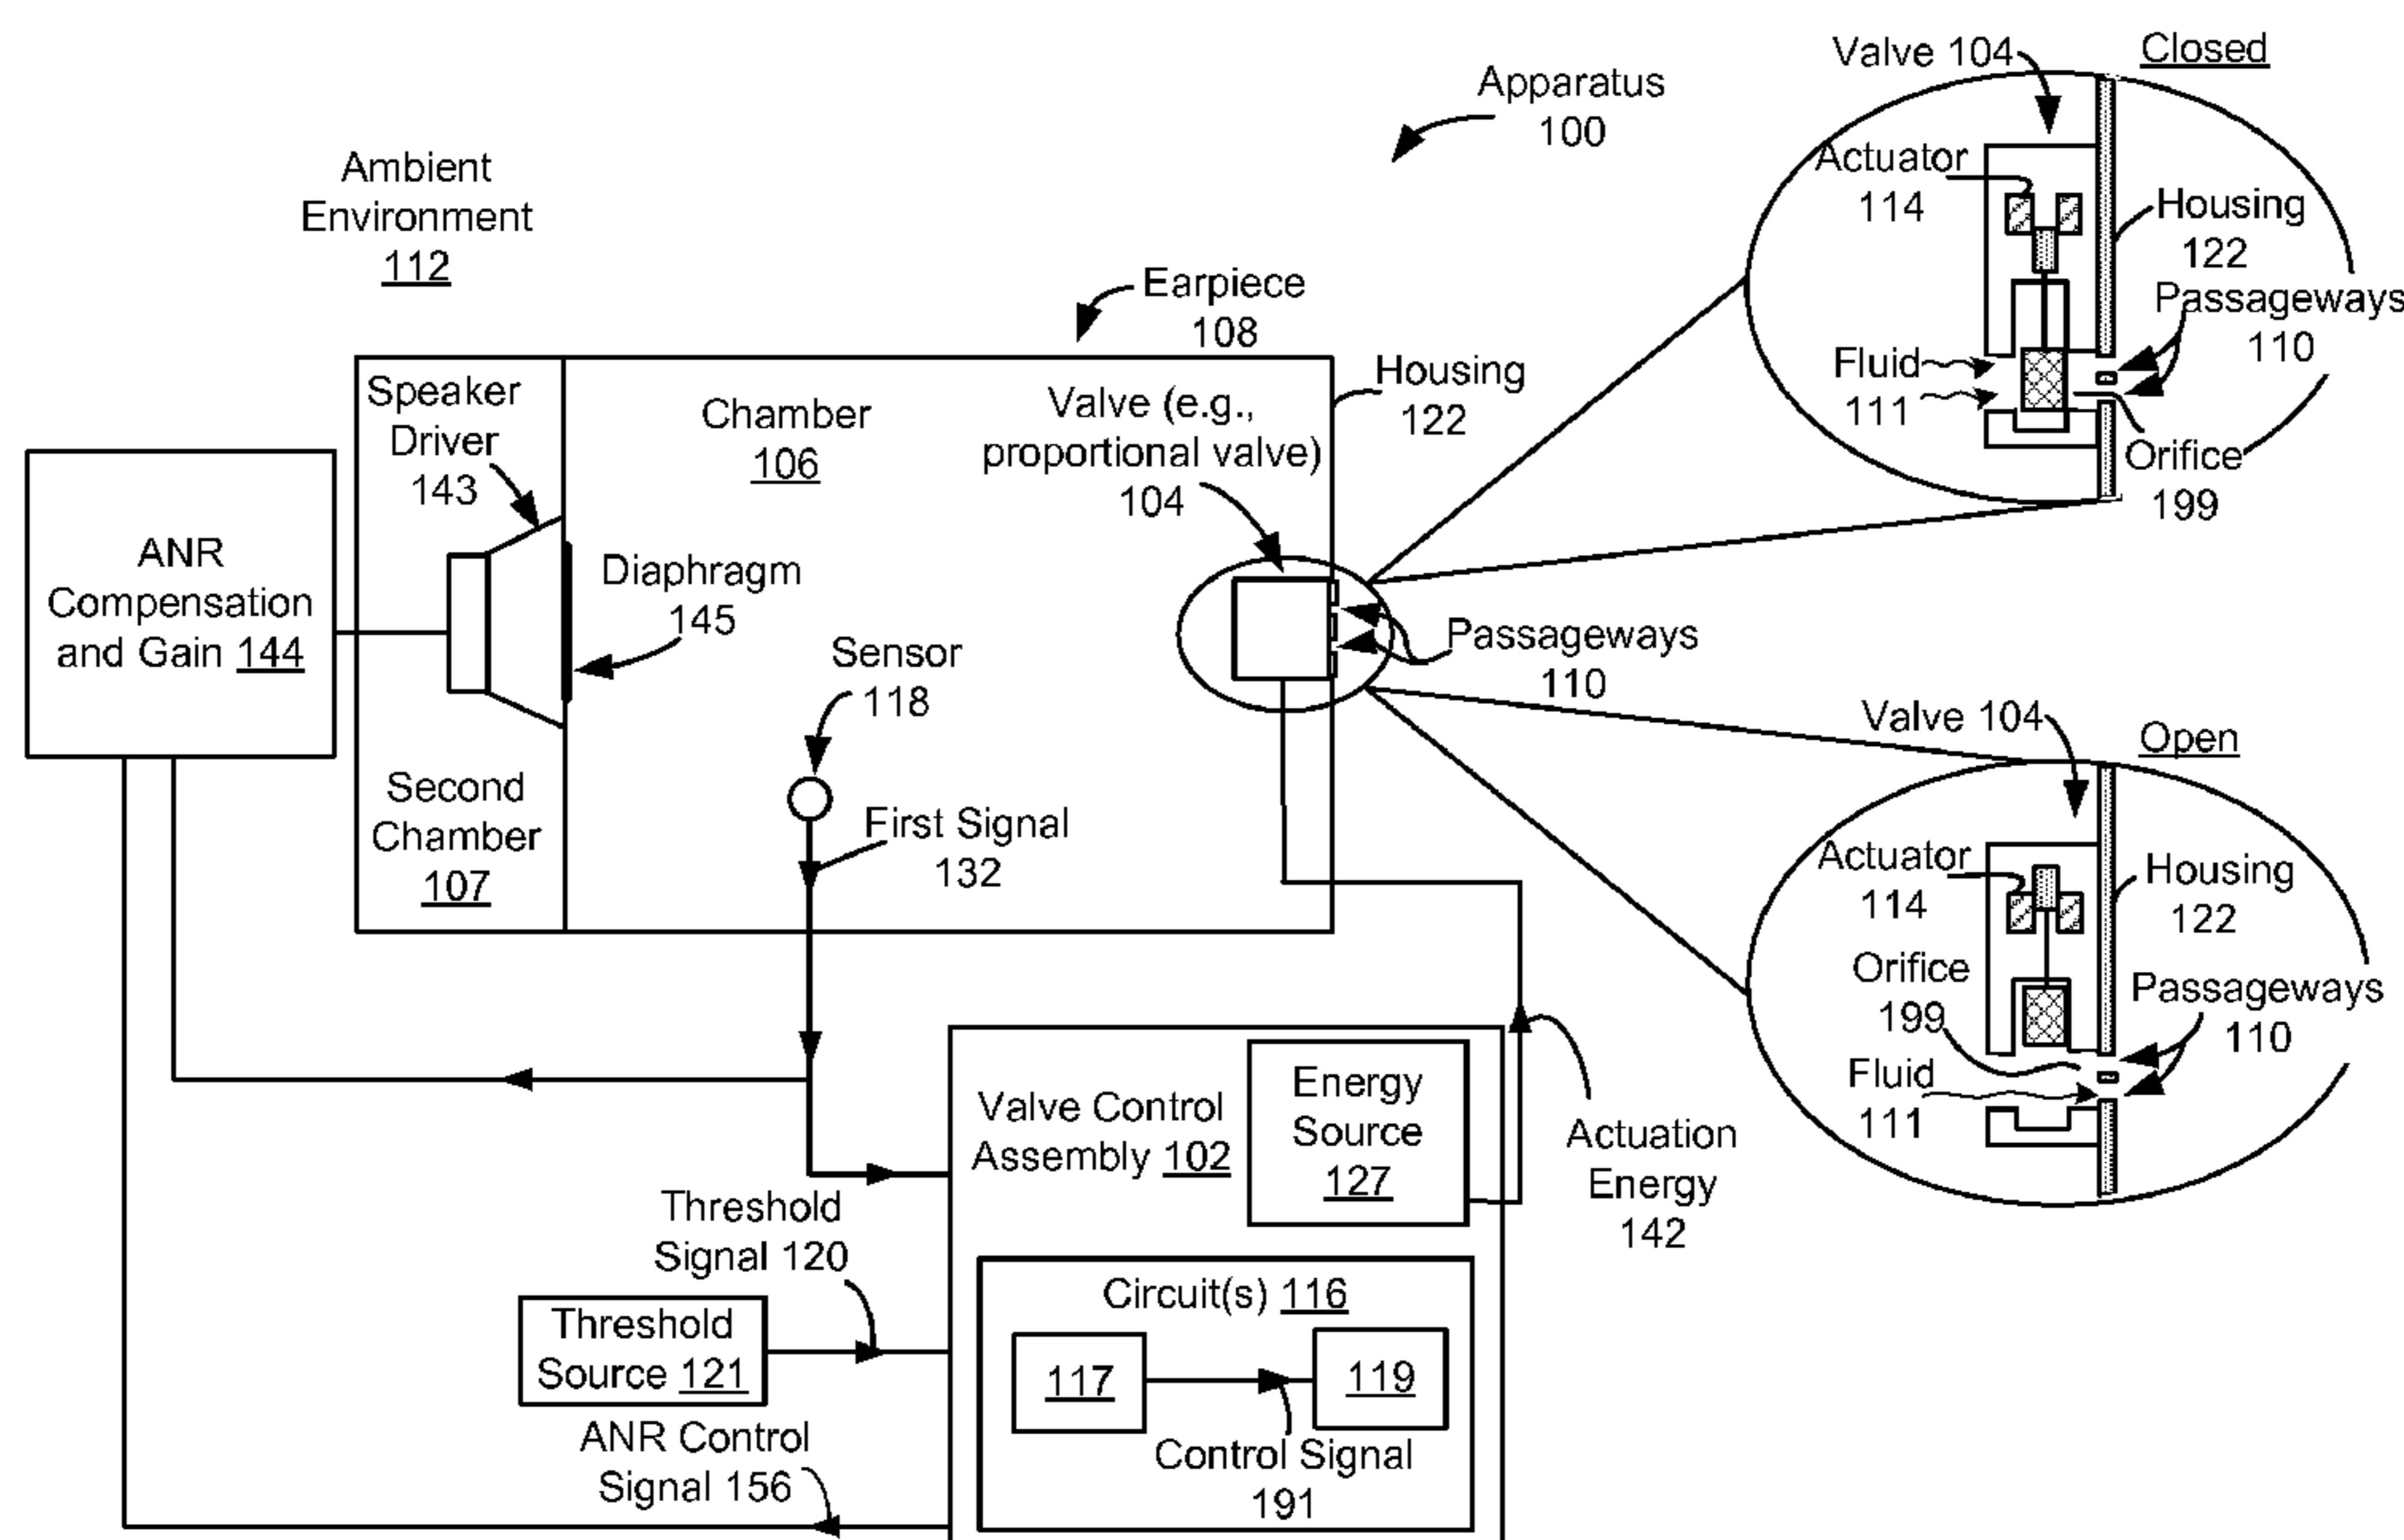 Apparatus
100
Ambient
Environment
112
Earpiece
108
Housing
122
Speaker
Driver
143
Chamber
106
Valve (e.g.,
proportional valve)
104
ANR
Compensation
and Gain 144
Diaphragm
145
Sensor
118
Passageways
110
Second
Chamber
107
First Signal
132
Valve 104
Closed
Actuator
114
Housing
122
Passageways
110
Fluid
111
Orifice
199
Valve 104
Open
Actuator
114
Housing
122
Orifice
199
Passageways
110
Fluid
111
Valve Control
Assembly 102
Energy
Source
127
Actuation
Energy
142
Threshold
Signal 120
Threshold
Source 121
Circuit(s) 116
117
119
Control Signal
191
ANR Control
Signal 156